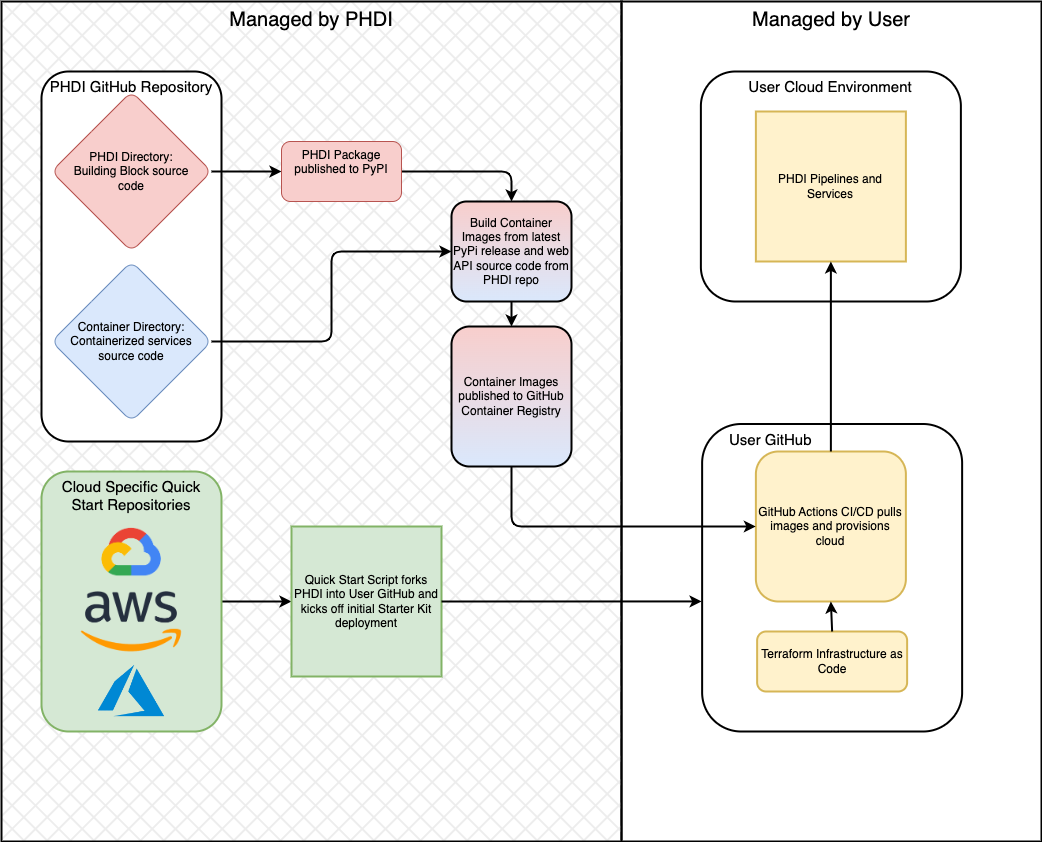 Managed by PHDI
Managed by User
PHDI GitHub Repository
PHDI Directory:
Building Block source
code
PHDI Package
published to PyPI
Build Container
Images from latest
PyPi release and web
API source code from
PHDI repo
Container Directory:
Containerized services
source code
Container Images
published to GitHub
Container Registry
Cloud Specific Quick
Start Repositories
aws
Quick Start Script forks
PHDI into User GitHub and
kicks off initial Starter Kit
deployment
User Cloud Environment
PHDI Pipelines and
Services
User GitHub
GitHub Actions CI/CD pulls
images and provisions
cloud
Terraform Infrastructure as
Code